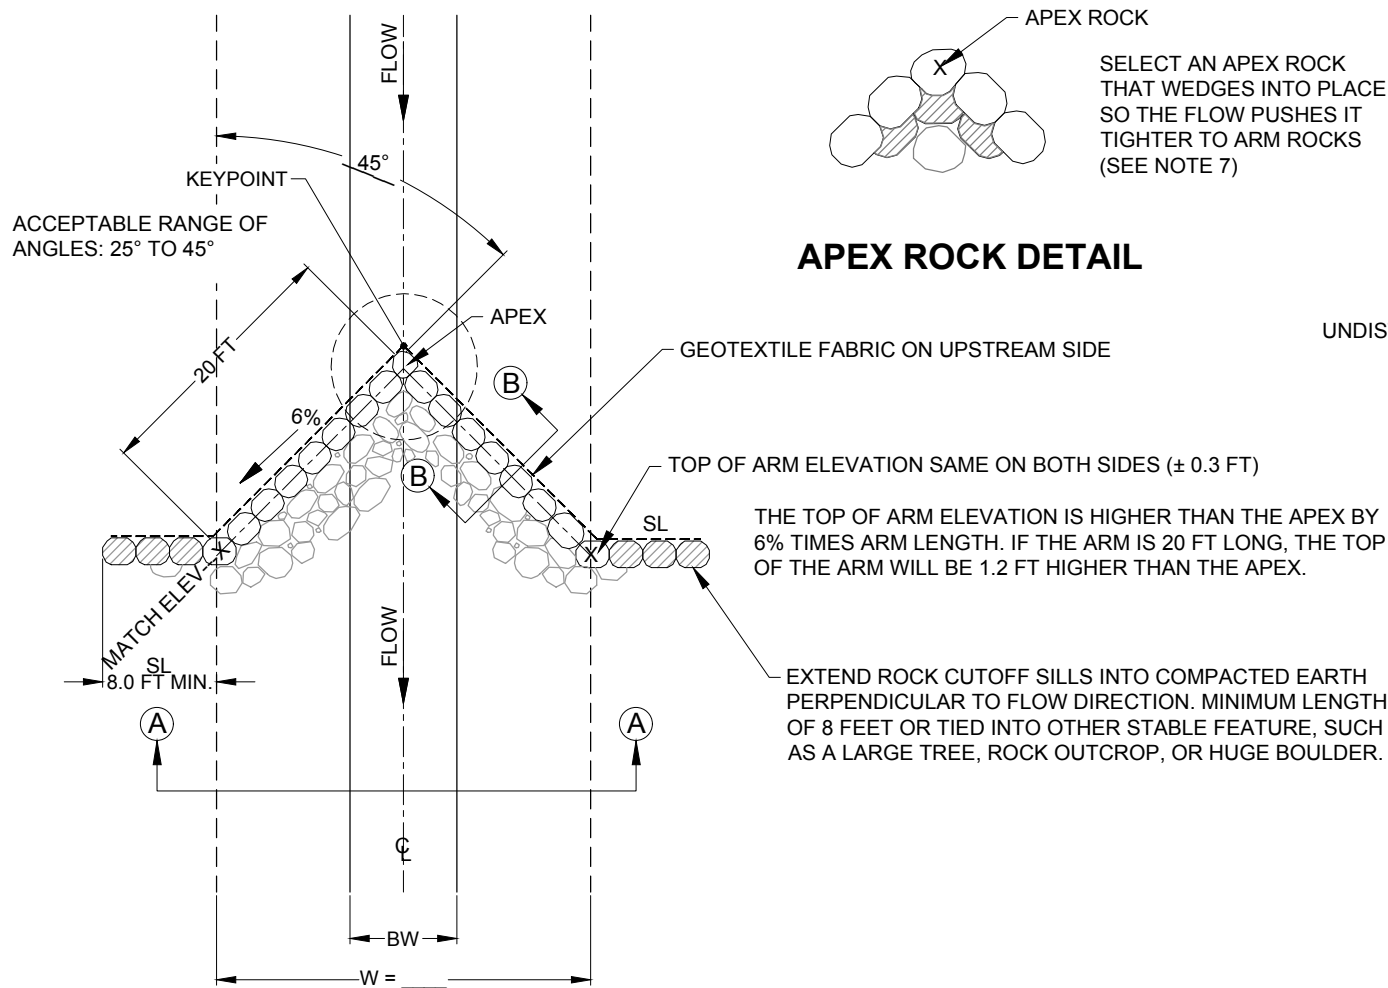 APEX ROCK
SELECT AN APEX ROCK
THAT WEDGES INTO PLACE
SO THE FLOW PUSHES IT
TIGHTER TO ARM ROCKS
(SEE NOTE 7)
X
APEX ROCK DETAIL
FLOW
45°
KEYPOINT
ACCEPTABLE RANGE OF
ANGLES: 25° TO 45°
APEX
UNDIS
GEOTEXTILE FABRIC ON UPSTREAM SIDE
20 FT
6%
B
B
TOP OF ARM ELEVATION SAME ON BOTH SIDES (± 0.3 FT)
SL
THE TOP OF ARM ELEVATION IS HIGHER THAN THE APEX BY
6% TIMES ARM LENGTH. IF THE ARM IS 20 FT LONG, THE TOP
OF THE ARM WILL BE 1.2 FT HIGHER THAN THE APEX.
X
X
MATCH ELEV
SL
8.0 FT MIN.
FLOW
EXTEND ROCK CUTOFF SILLS INTO COMPACTED EARTH
PERPENDICULAR TO FLOW DIRECTION. MINIMUM LENGTH
OF 8 FEET OR TIED INTO OTHER STABLE FEATURE, SUCH
AS A LARGE TREE, ROCK OUTCROP, OR HUGE BOULDER.
A
A
CL
BW
W = ____